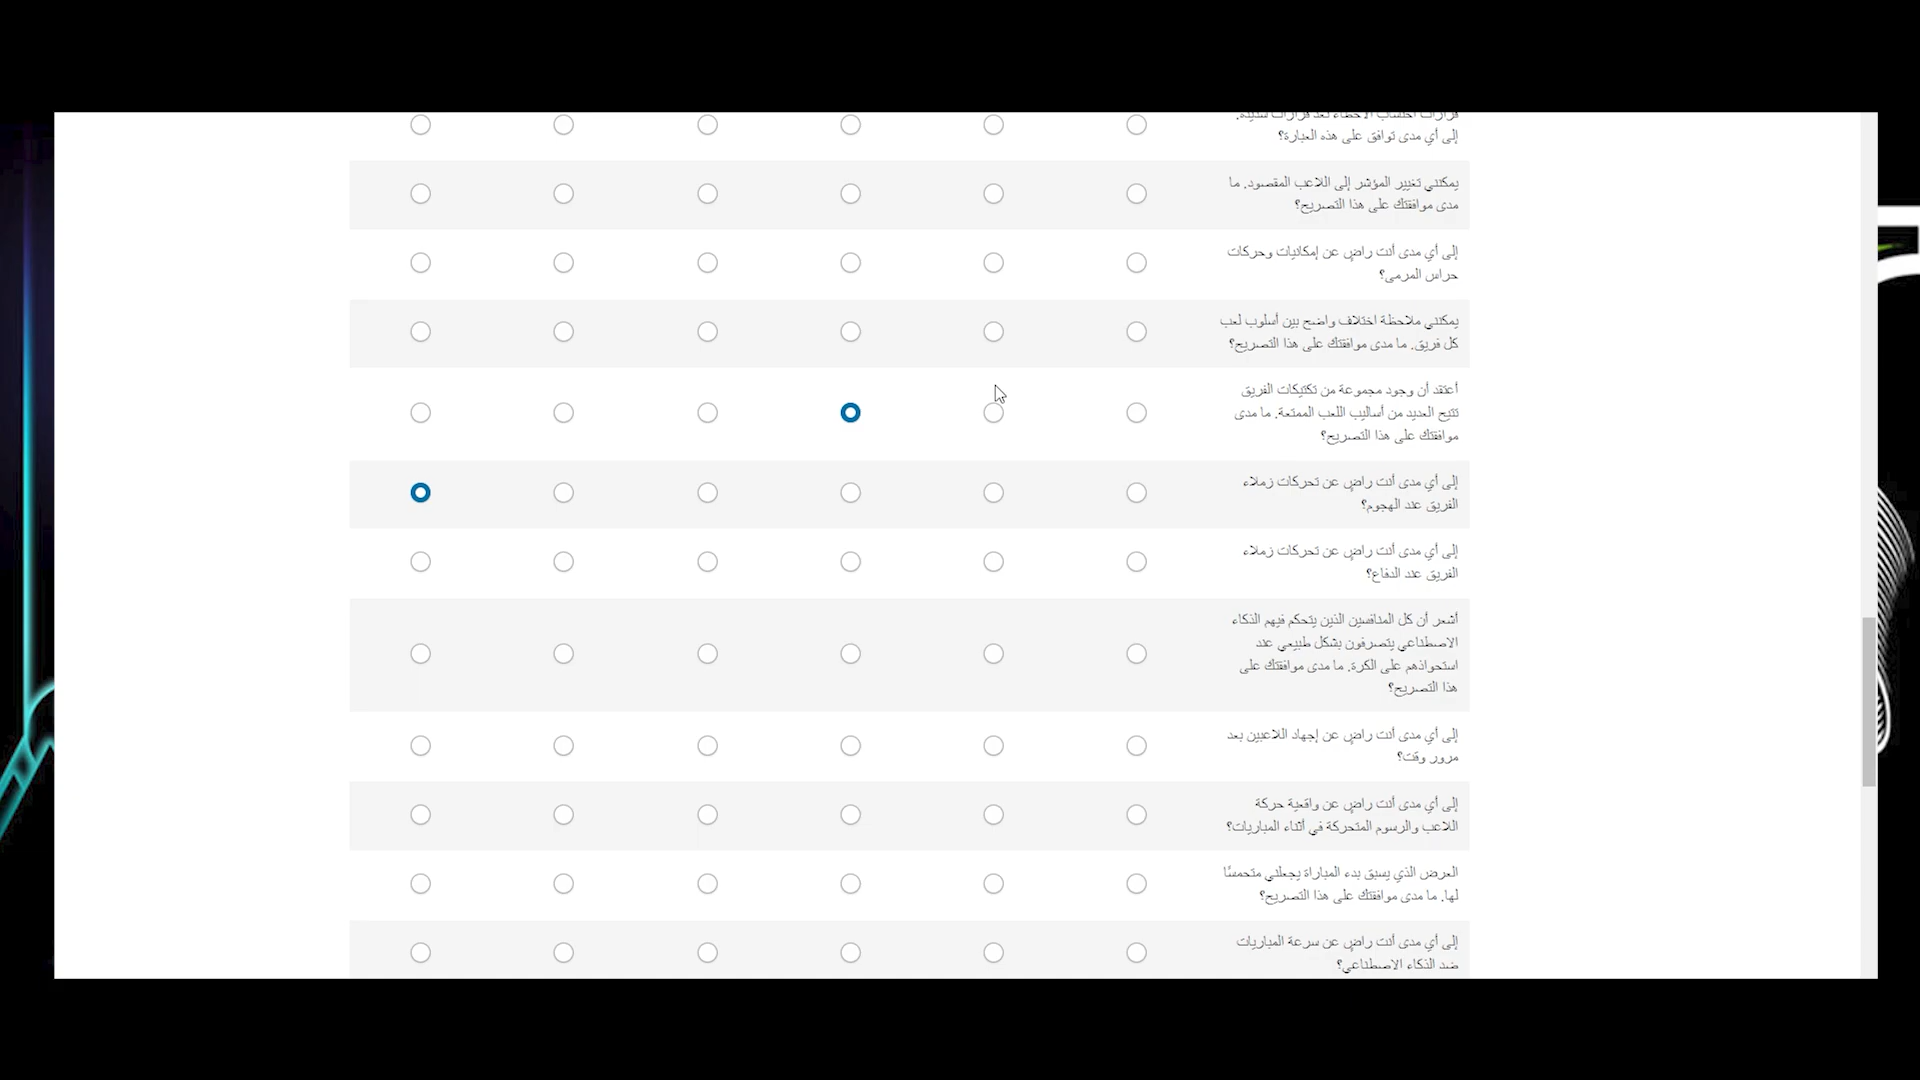 قرارات احتساب الأخطاء تعد قرارات سديدة.
إلى أي مدى توافق على هذه العبارة؟
يمكنني تغيير المؤشر إلى اللاعب المقصود. ما
مدى موافقتك على هذا التصريح؟
إلى أي مدى أنت راضٍ عن إمكانيات وحركات
حراس المرمى؟
يمكنني ملاحظة اختلاف واضح بين أسلوب لعب
كل فريق. ما مدى موافقتك على هذا التصريح؟
أعتقد أن وجود مجموعة من تكتيكات الفريق
تتيح العديد من أساليب اللعب الممتعة. ما مدى
موافقتك على هذا التصريح؟
إلى أي مدى أنت راضٍ عن تحركات زملاء
الفريق عند الهجوم؟
إلى أي مدى أنت راضٍ عن تحركات زملاء
الفريق عند الدفاع؟
أشعر أن كل المنافسين الذين يتحكم فيهم الذكاء
الاصطناعي يتصرفون بشكل طبيعي عند
استحواذهم على الكرة. ما مدى موافقتك على
هذا التصريح؟
إلى أي مدى أنت راضٍ عن إجهاد اللاعبين بعد
مرور وقت؟
إلى أي مدى أنت راضٍ عن واقعية حركة
اللاعب والرسوم المتحركة في أثناء المباريات؟
العرض الذي يسبق بدء المباراة يجعلني متحمسًا
لها. ما مدى موافقتك على هذا التصريح؟
إلى أي مدى أنت راضٍ عن سرعة المباريات
ضد الذكاء الاصطناعي؟